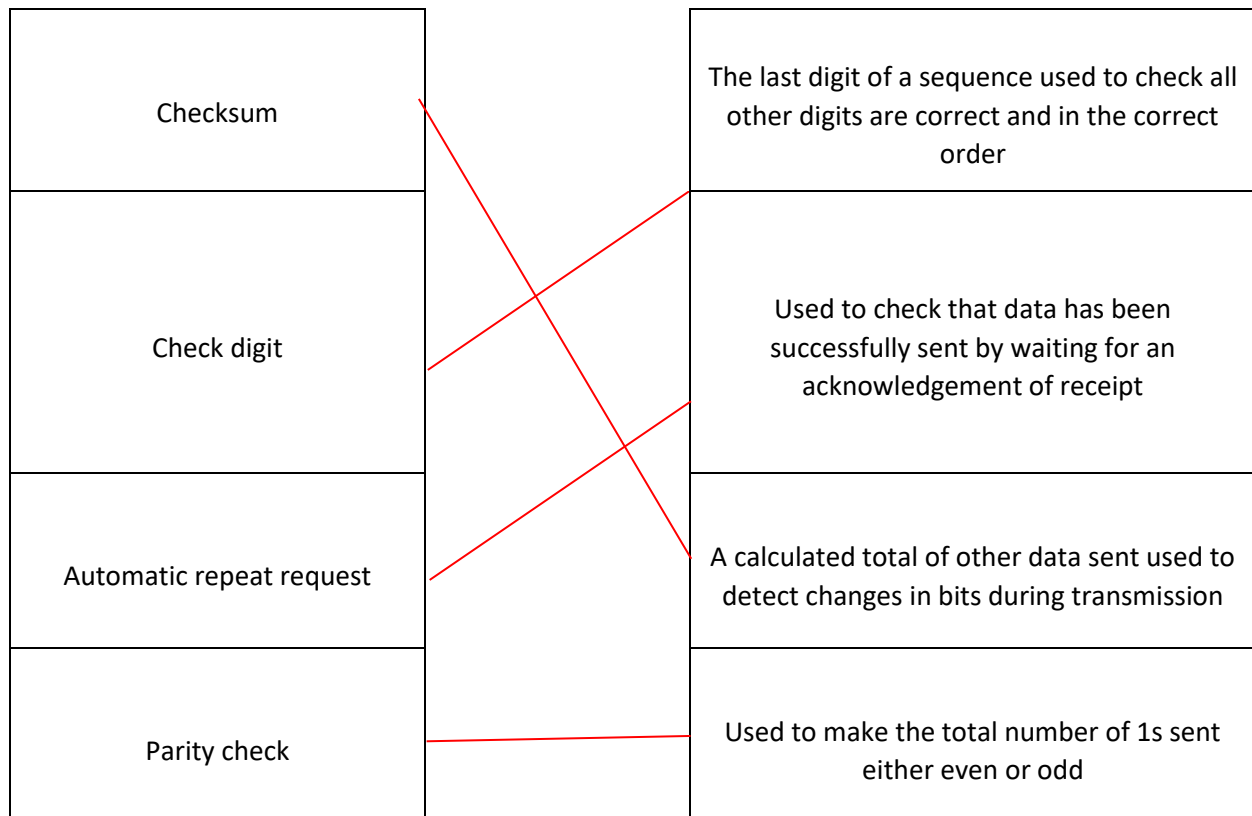 Checksum
The last digit of a sequence used to check all
other digits are correct and in the correct
order
Check digit
Used to check that data has been
successfully sent by waiting for an
acknowledgement of receipt
Automatic repeat request
A calculated total of other data sent used to
detect changes in bits during transmission
Parity check
Used to make the total number of 1s sent
either even or odd